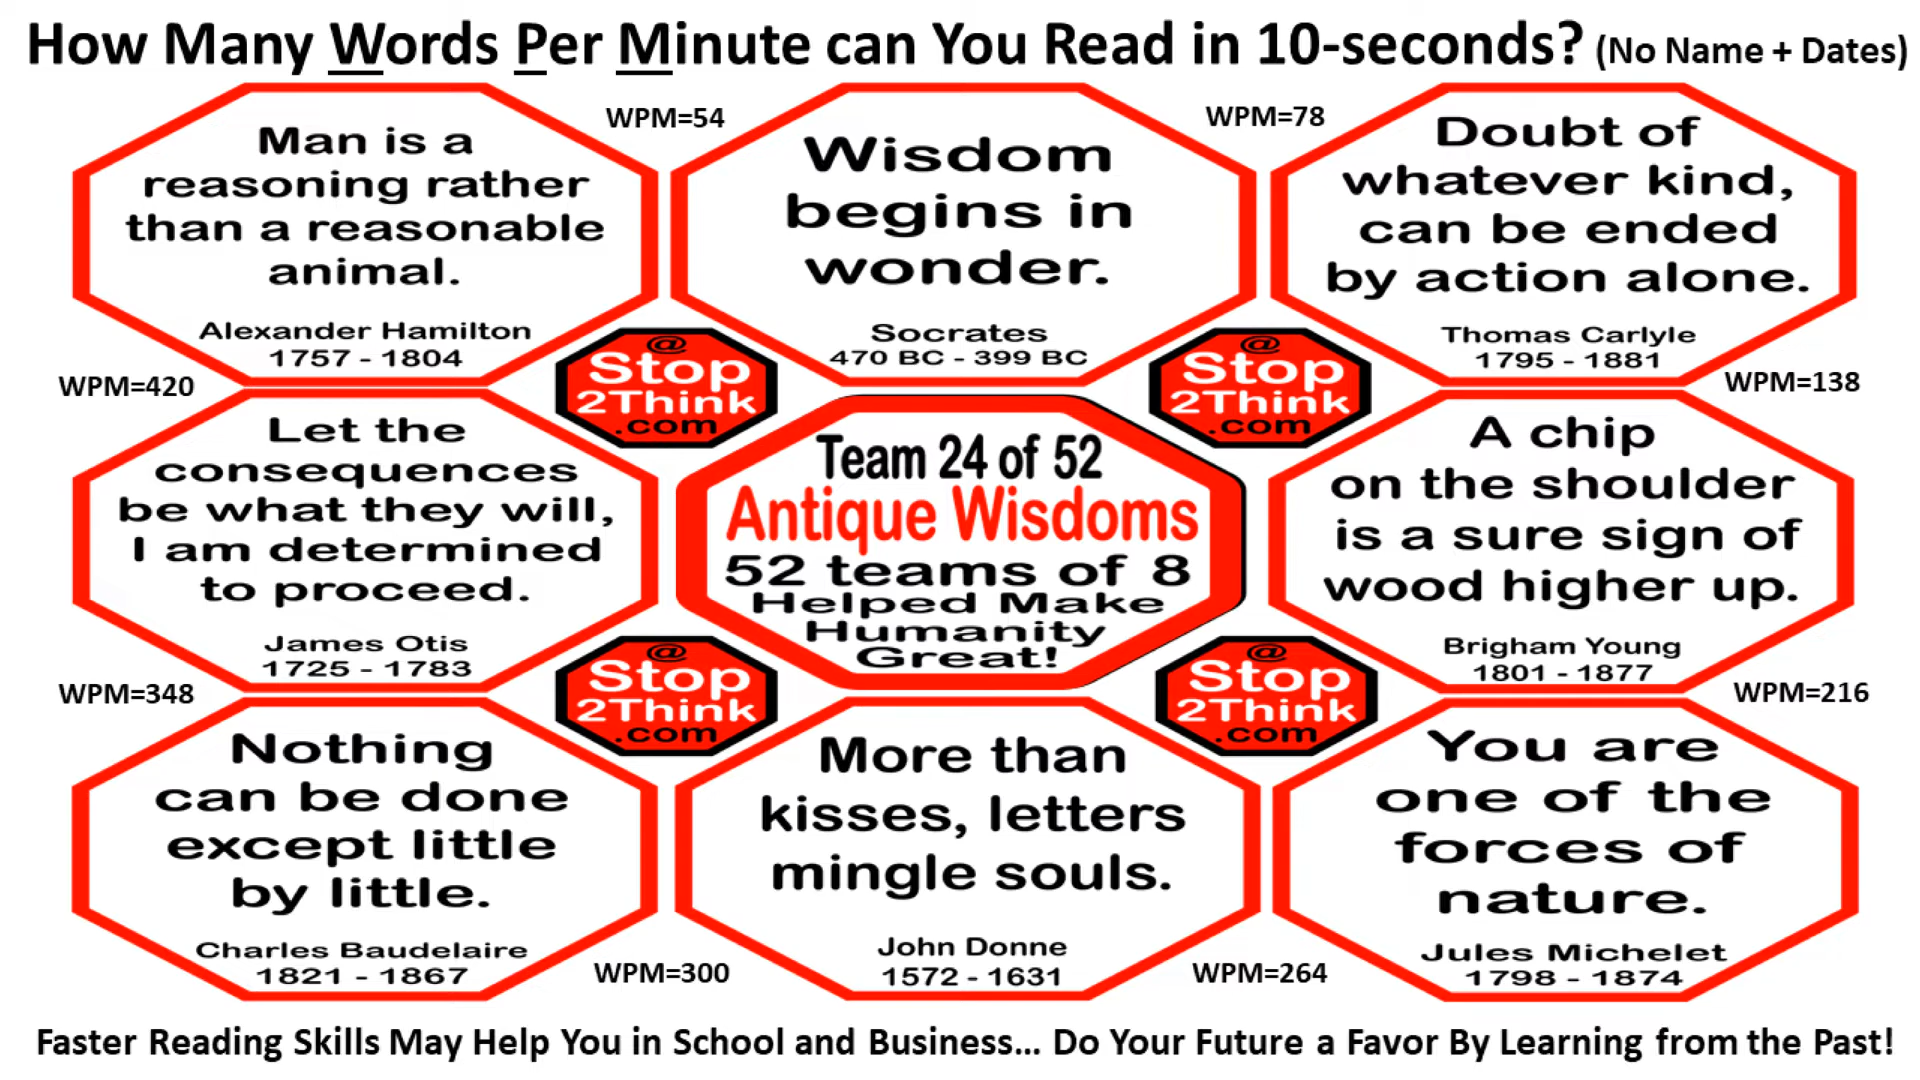 How Many Words Per Minute can You Read in 10-seconds? (No Name + Dates)
Man is a
reasoning rather
than a reasonable
animal.
Alexander Hamilton
1757 - 1804
WPM=54
Wisdom
begins in
wonder.
Socrates
470 BC - 399 BC
WPM=78
Doubt of
whatever kind,
can be ended
by action alone.
Thomas Carlyle
1795 - 1881
@
Stop
2Think
.com
@
Stop
2Think
.com
WPM=420
WPM=138
Let the
consequences
be what they will,
I am determined
to proceed.
James Otis
1725 - 1783
Team 24 of 52
Antique Wisdoms
52 teams of 8
Helped Make
Humanity
Great!
A chip
on the shoulder
is a sure sign of
wood higher up.
Brigham Young
1801 - 1877
@
Stop
2Think
.com
@
Stop
2Think
.com
WPM=348
WPM=216
Nothing
can be done
except little
by little.
Charles Baudelaire
1821 - 1867
WPM=300
More than
kisses, letters
mingle souls.
John Donne
1572 - 1631
WPM=264
You are
one of the
forces of
nature.
Jules Michelet
1798 - 1874
Faster Reading Skills May Help You in School and Business... Do Your Future a Favor By Learning from the Past!